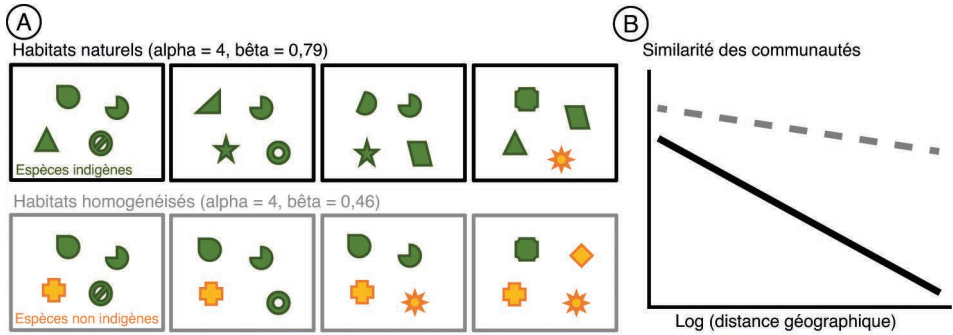 A
Habitats naturels (alpha = 4, bêta = 0,79)
Espèces indigènes
Habitats homogénéisés (alpha = 4, bêta = 0,46)
Espèces non indigènes
B
Similarité des communautés
Log (distance géographique)